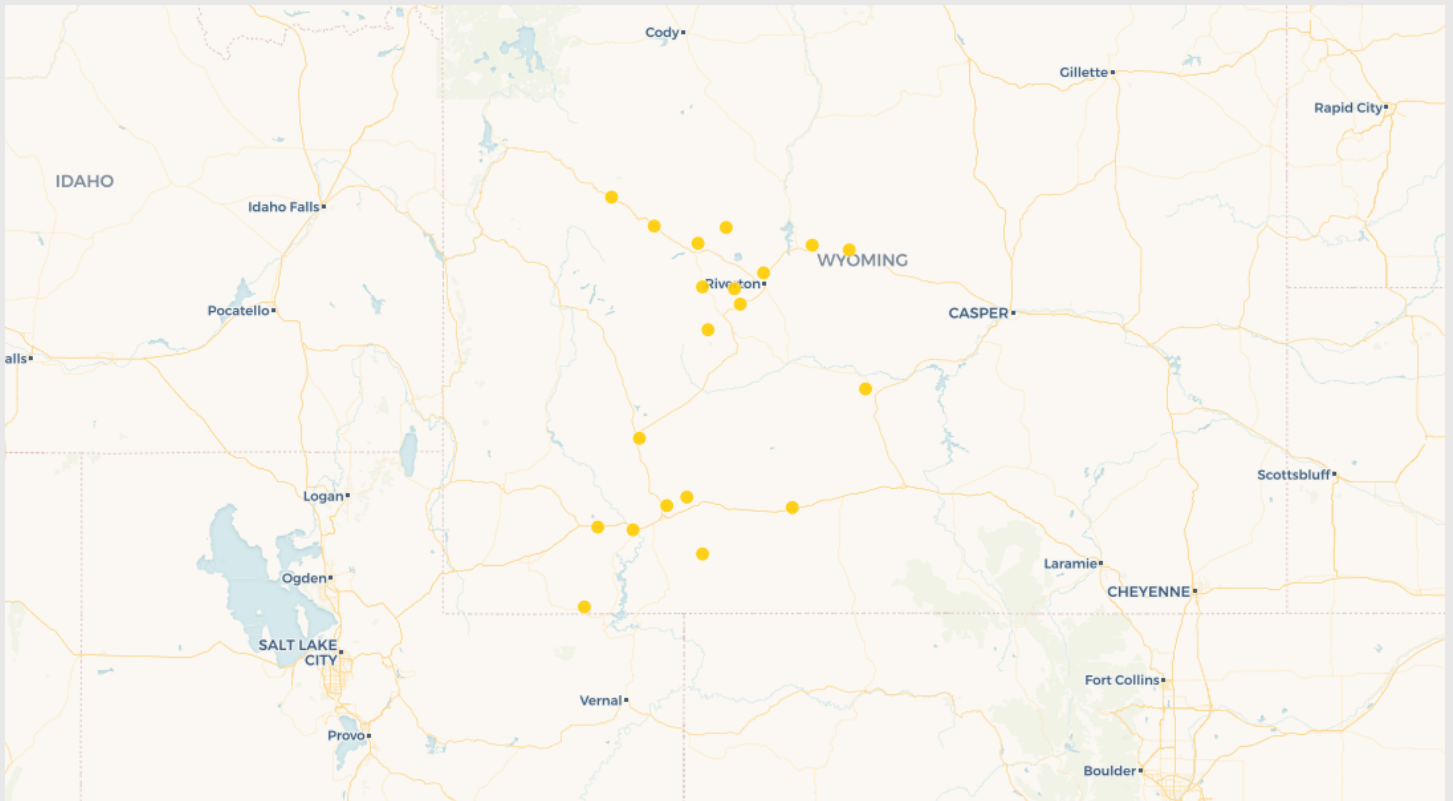 Cody
Gillette
Rapid City
IDAHO
Idaho Falls
WYOMING
Riverton
Pocatello
CASPER
alls
Scottsbluff
Logan
Laramie
Ogden
CHEYENNE
SALT LAKE
CITY
Fort Collins
Vernal
Provo
Boulder